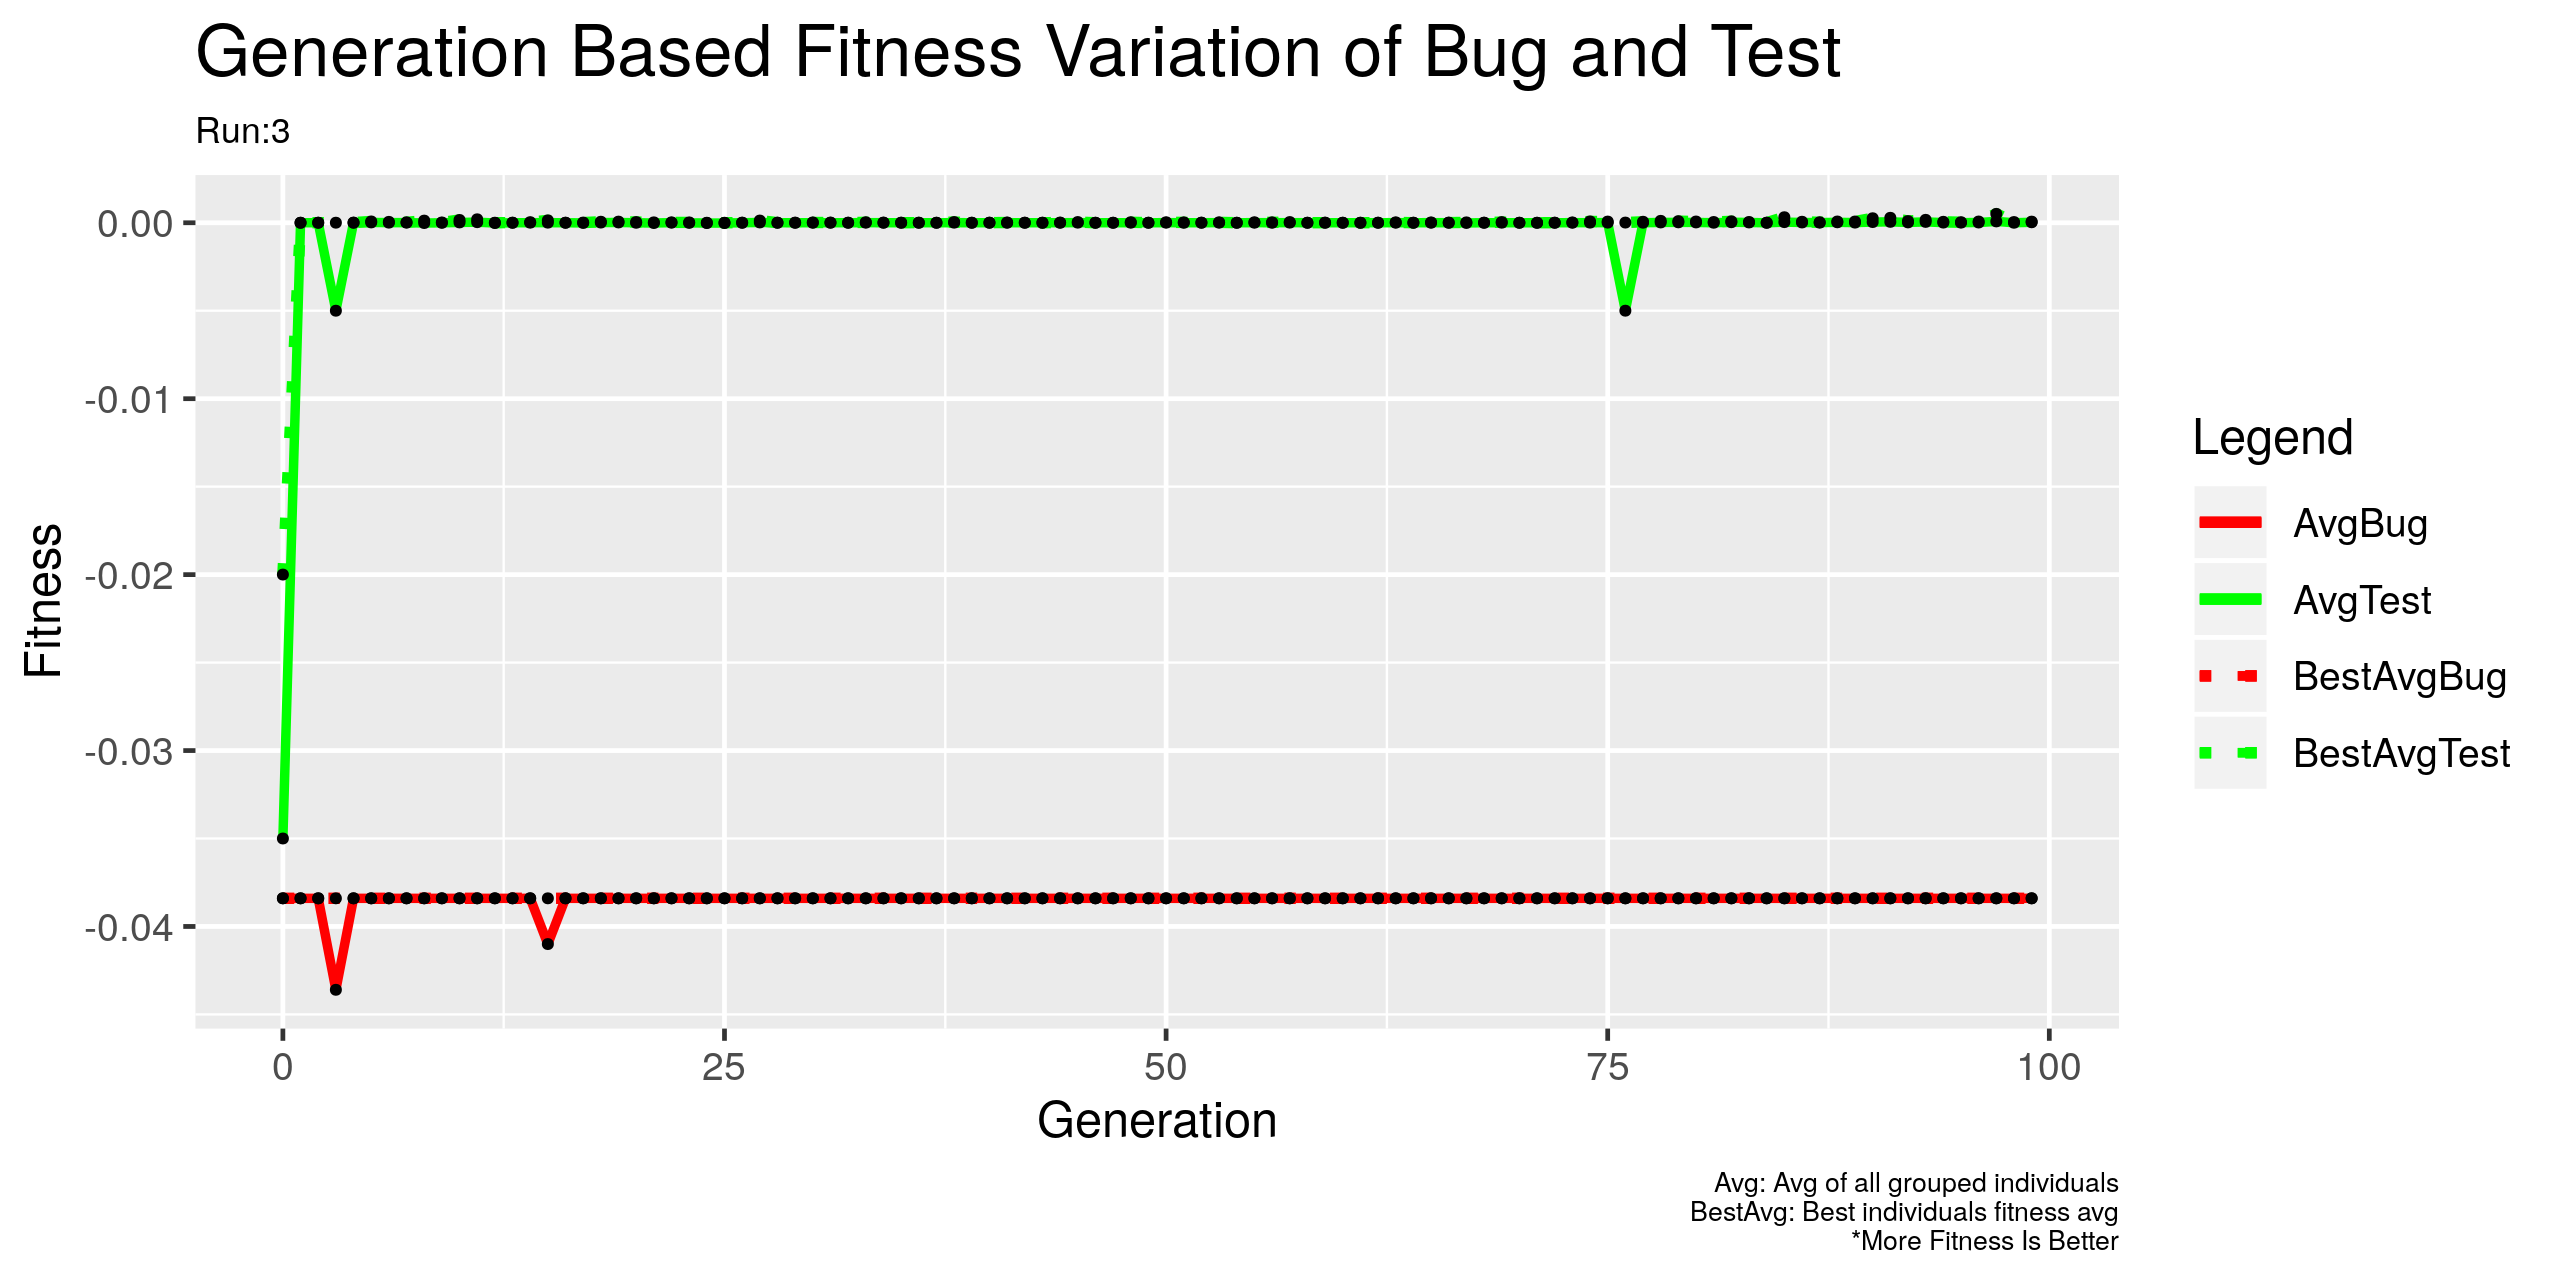 Generation Based Fitness Variation of Bug and Test
Run:3
0.00
-0.01
-0.02
-0.03
-0.04
Fitness
0
25
50
75
100
Generation
Legend
AvgBug
AvgTest
BestAvgBug
BestAvgTest
Avg: Avg of all grouped individuals
BestAvg: Best individuals fitness avg
*More Fitness Is Better